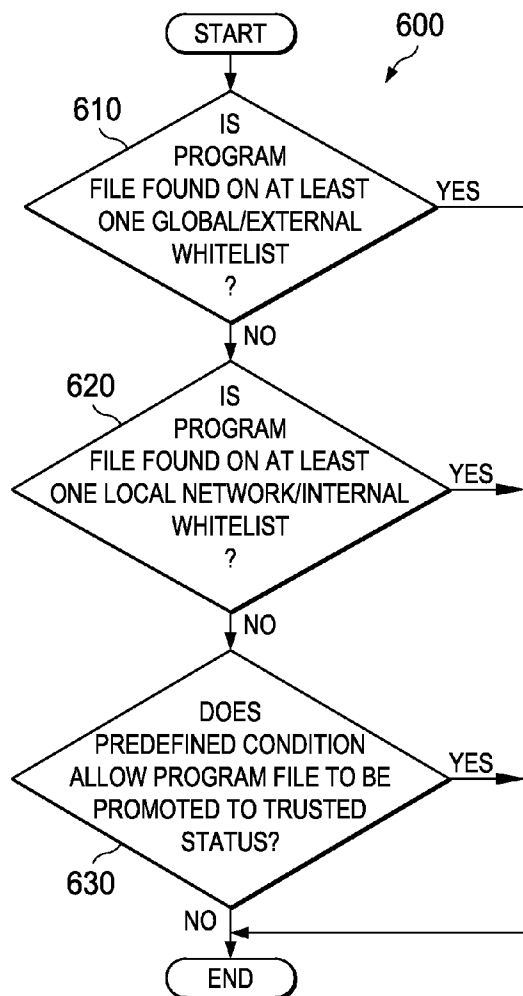 START
600
610
IS
PROGRAM
FILE FOUND ON AT LEAST
ONE GLOBAL/EXTERNAL
WHITELIST
?
YES
NO
620
IS
PROGRAM
FILE FOUND ON AT LEAST
ONE LOCAL NETWORK/INTERNAL
WHITELIST
?
YES
NO
DOES
PREDEFINED CONDITION
ALLOW PROGRAM FILE TO BE
PROMOTED TO TRUSTED
STATUS?
YES
630
NO
END